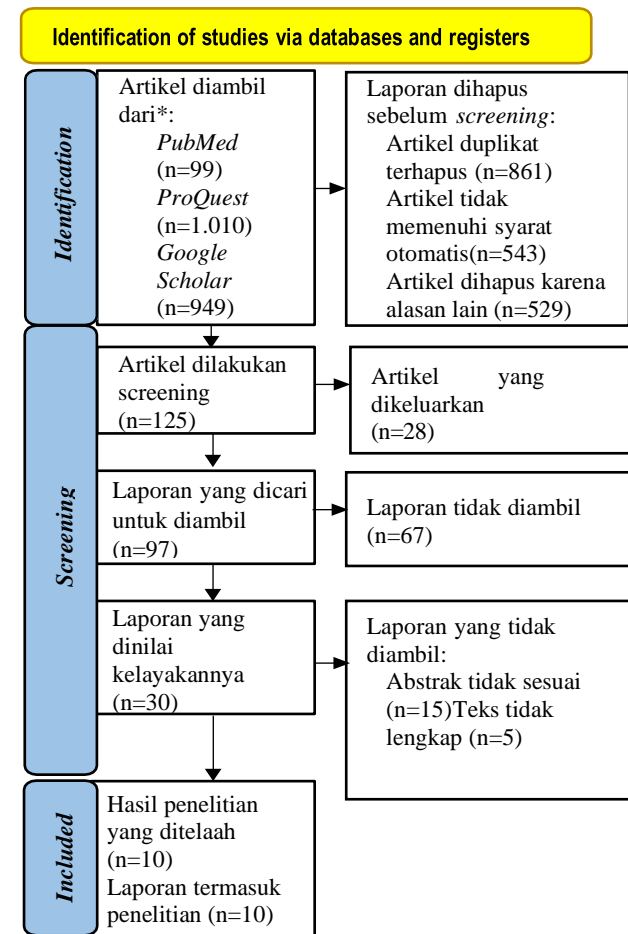 Identification of studies via databases and registers
Identification
Artikel diambil
dari*:
PubMed
(n=99)
ProQuest
(n=1.010)
Google
Scholar
(n=949)
Laporan dihapus
sebelum screening:
Artikel duplikat
terhapus (n=861)
Artikel tidak
memenuhi syarat
otomatis(n=543)
Artikel dihapus karena
alasan lain (n=529)
Screening
Artikel dilakukan
screening
(n=125)
Artikel yang
dikeluarkan
(n=28)
Laporan yang dicari
untuk diambil
(n=97)
Laporan tidak diambil
(n=67)
Laporan yang
dinilai
kelayakannya
(n=30)
Laporan yang tidak
diambil:
Abstrak tidak sesuai
(n=15)Teks tidak
lengkap (n=5)
Included
Hasil penelitian
yang ditelaah
(n=10)
Laporan termasuk
penelitian (n=10)